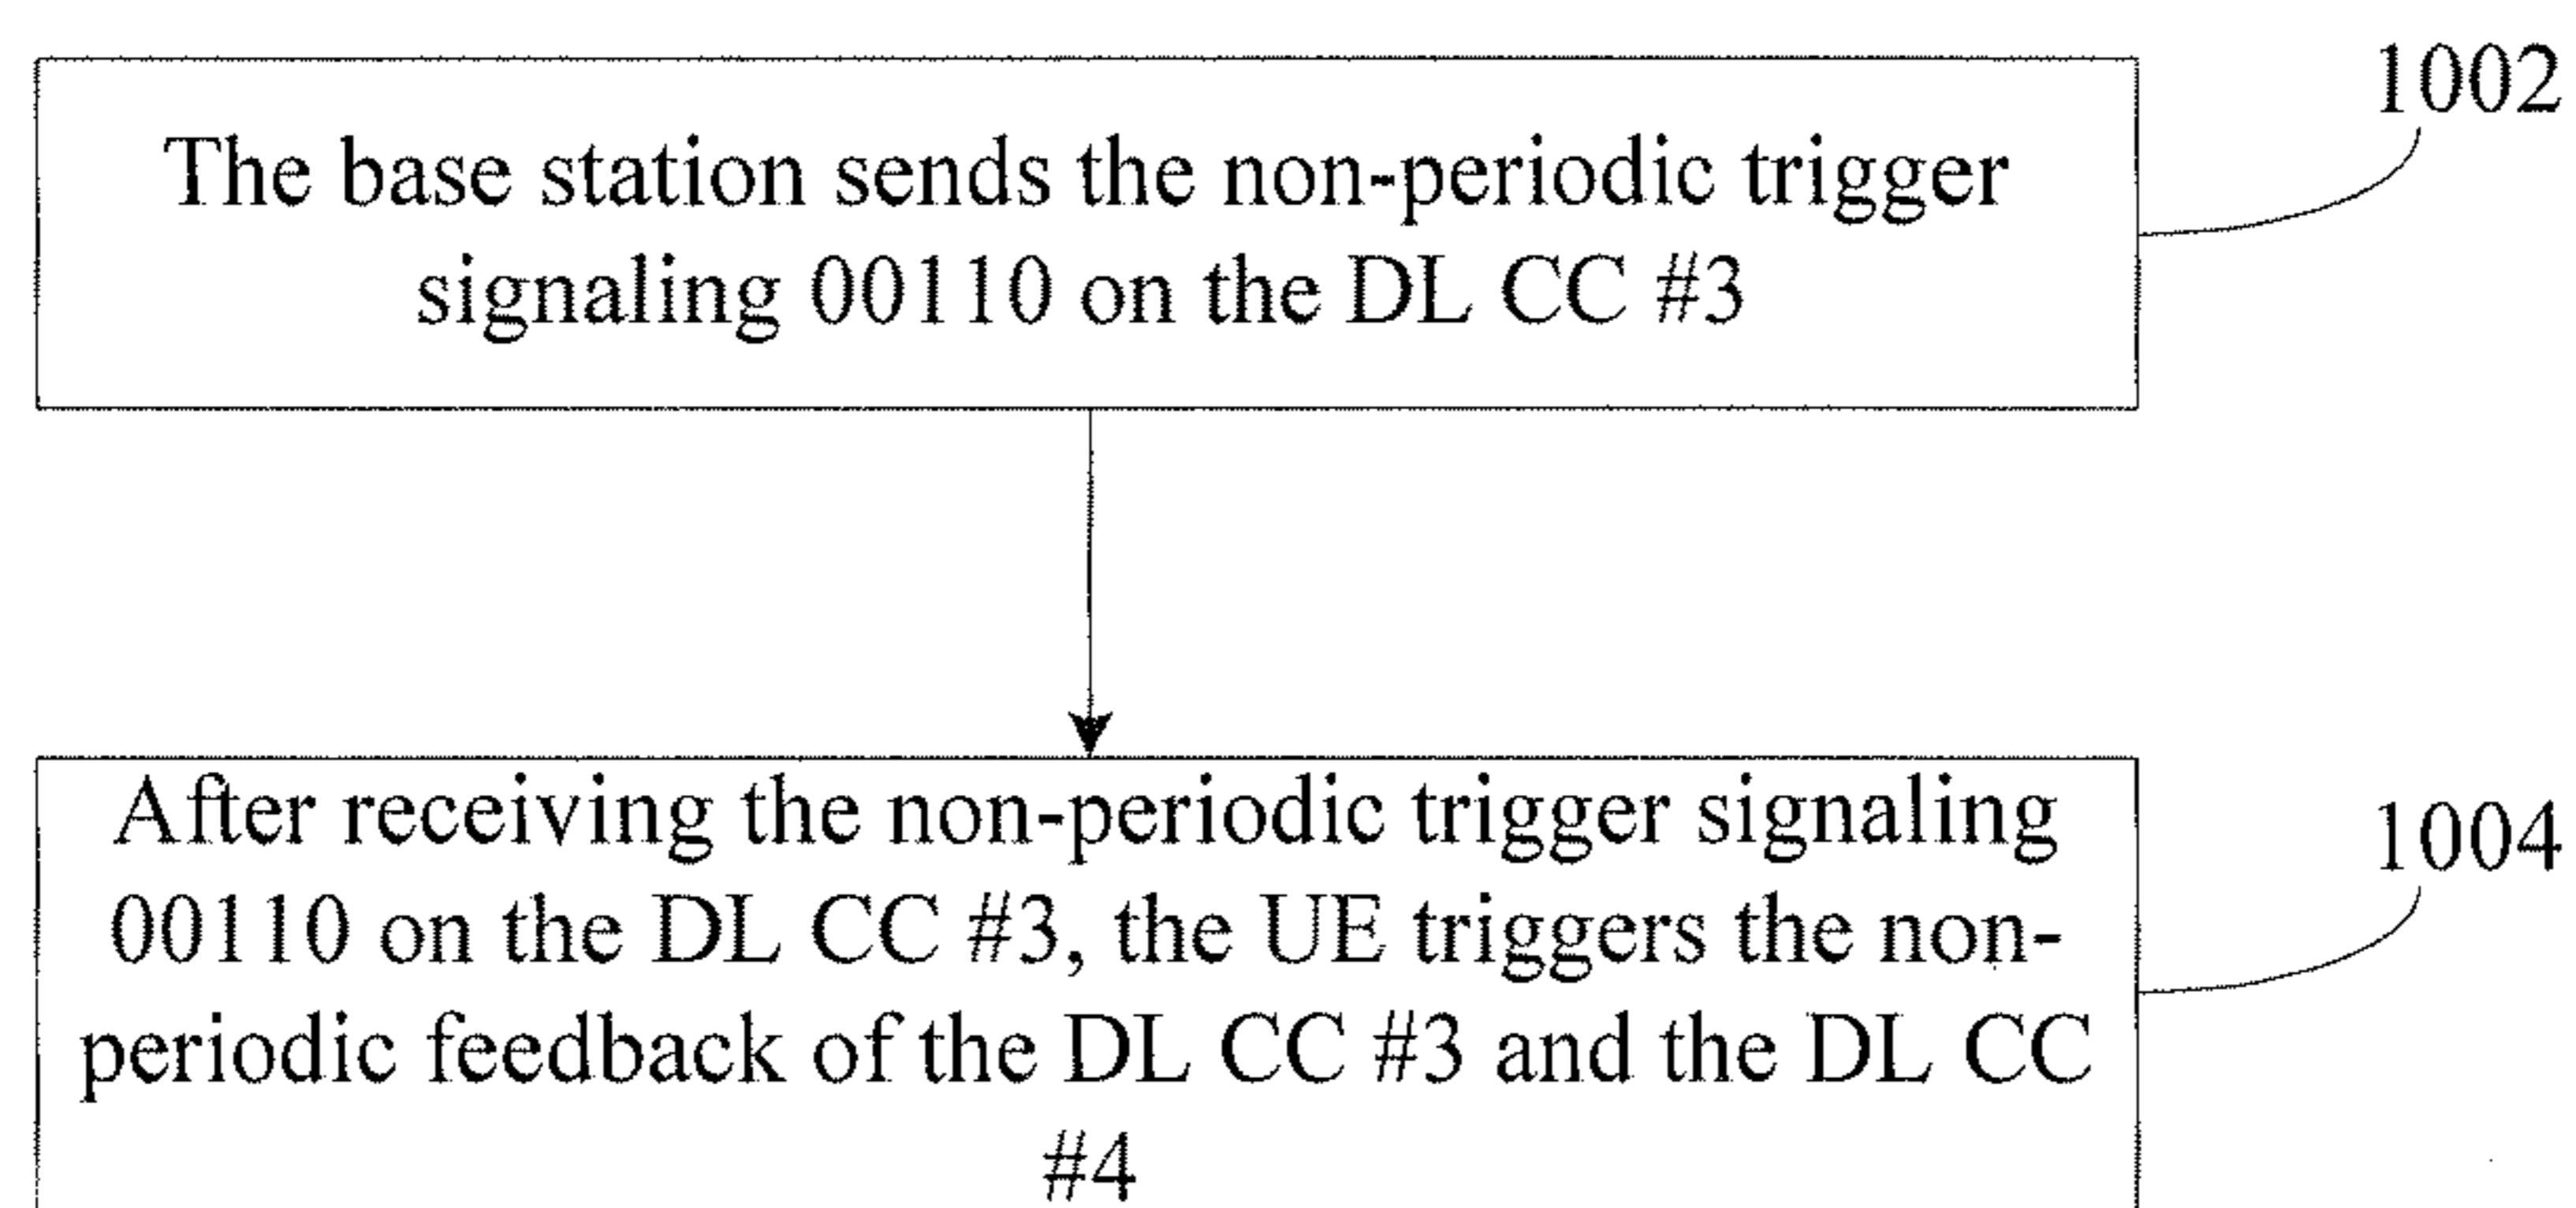 1002
The base station sends the non-periodic trigger
signaling 00110 on the DL CC #3
1004
After receiving the non-periodic trigger signaling
00110 on the DL CC #3, the UE triggers the non-
periodic feedback of the DL CC #3 and the DL CC
#4